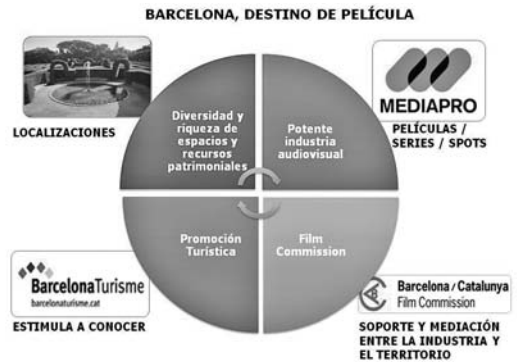 BARCELONA, DESTINO DE PELÍCULA
LOCALIZACIONES
Diversidad y
riqueza de
espacios y
recursos
patrimoniales
Potente
industria
audiovisual
MEDIAPRO
PELÍCULAS /
SERIES / SPOTS
Promoción
Turística
Film
Commission
BarcelonaTurisme
barcelonaturisme.cat
ESTIMULA A CONOCER
Barcelona/Catalunya
Film Commission
SOPORTE Y MEDIACIÓN
ENTRE LA INDUSTRIA Y
EL TERRITORIO